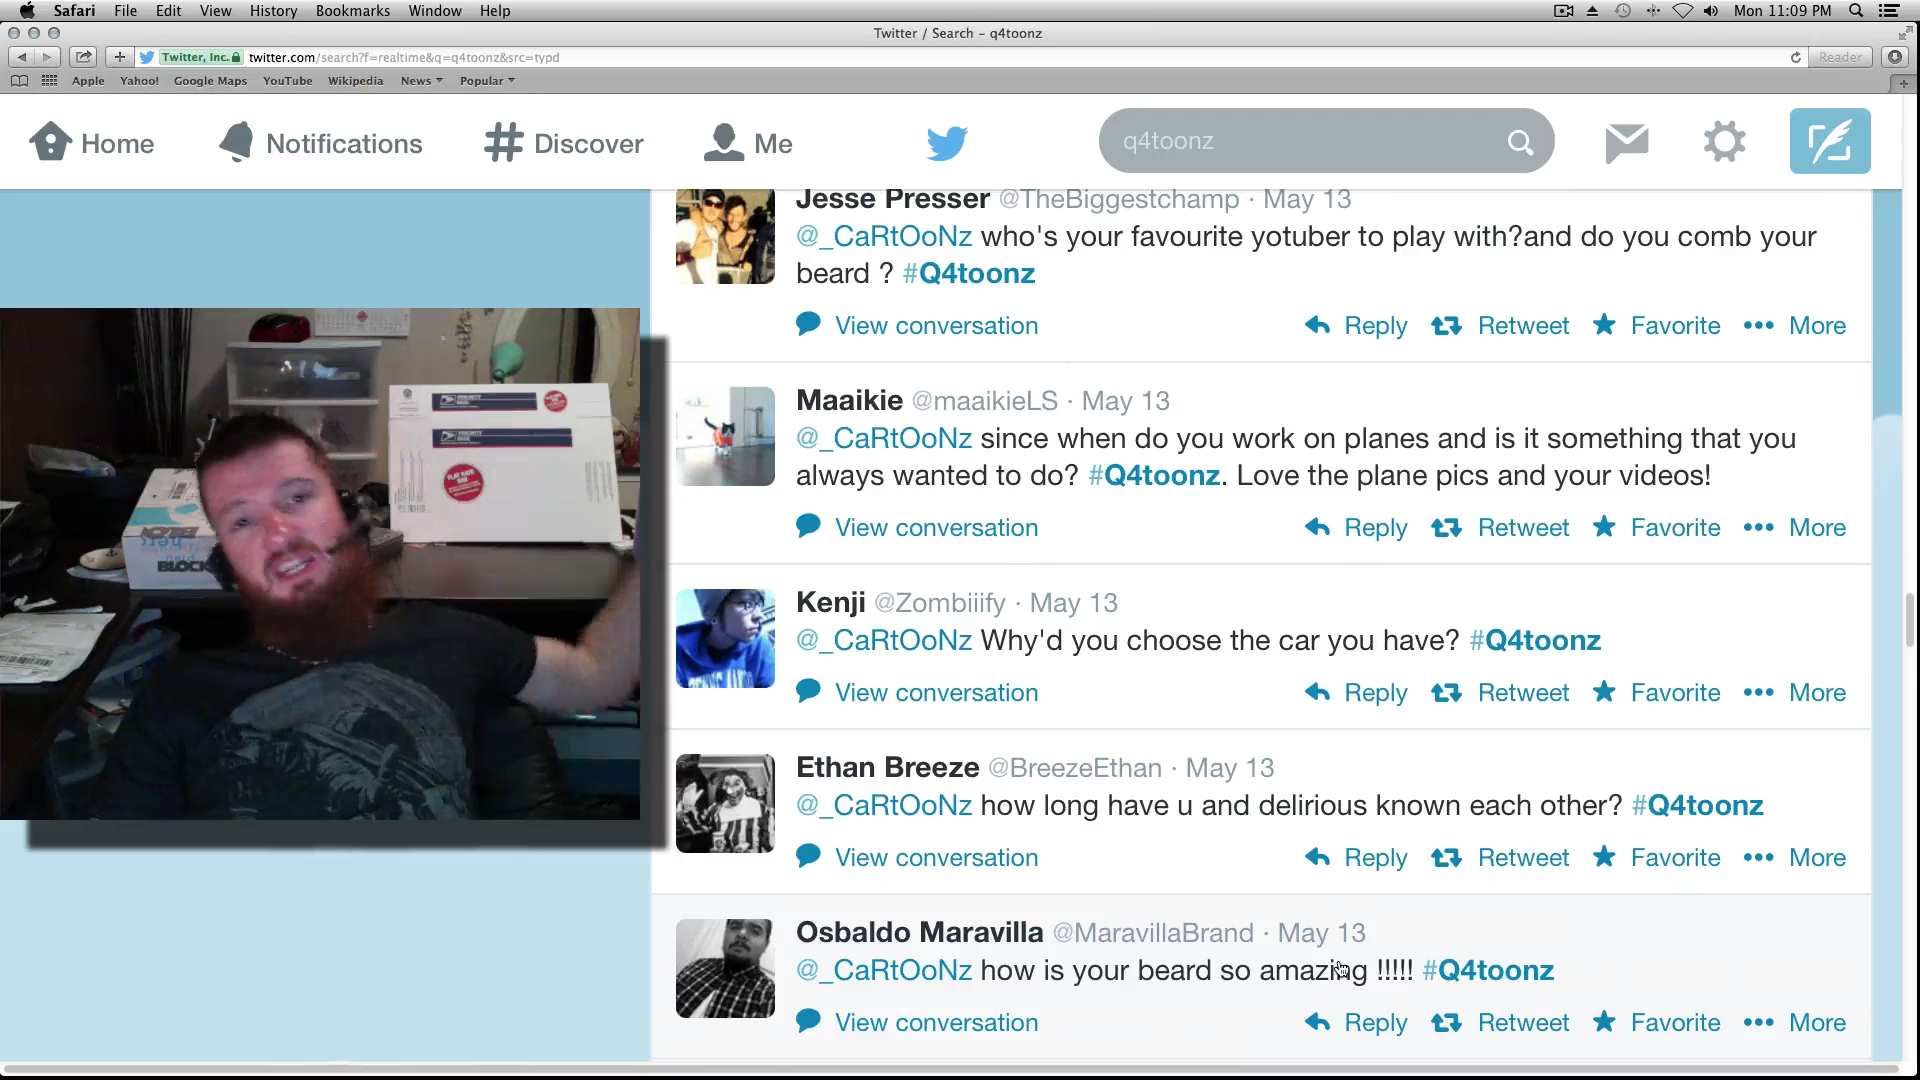 Safari File Edit View History Bookmarks Window Help Mon 11:09 PM
Twitter / Search – q4toonz
Twitter, Inc. twitter.com/search?f=realtime&q=q4toonz&src=typd Reader
Apple Yahoo! Google Maps YouTube Wikipedia News Popular
Home Notifications # Discover Me q4toonz
Jesse Presser @TheBiggestchamp · May 13
@_CaRtOoNz who's your favourite yotuber to play with?and do you comb your
beard ? #Q4toonz
View conversation Reply Retweet Favorite ••• More
Maaikie @maaikieLS · May 13
@_CaRtOoNz since when do you work on planes and is it something that you
always wanted to do? #Q4toonz. Love the plane pics and your videos!
View conversation Reply Retweet Favorite ••• More
Kenji @Zombiiify · May 13
@_CaRtOoNz Why'd you choose the car you have? #Q4toonz
View conversation Reply Retweet Favorite ••• More
Ethan Breeze @BreezeEthan · May 13
@_CaRtOoNz how long have u and delirious known each other? #Q4toonz
View conversation Reply Retweet Favorite ••• More
Osbaldo Maravilla @MaravillaBrand · May 13
@_CaRtOoNz how is your beard so amazing !!!!! #Q4toonz
View conversation Reply Retweet Favorite ••• More
PRIORITY
MAIL
PRIORITY
MAIL
FLAT RATE
BOX
BLOCK